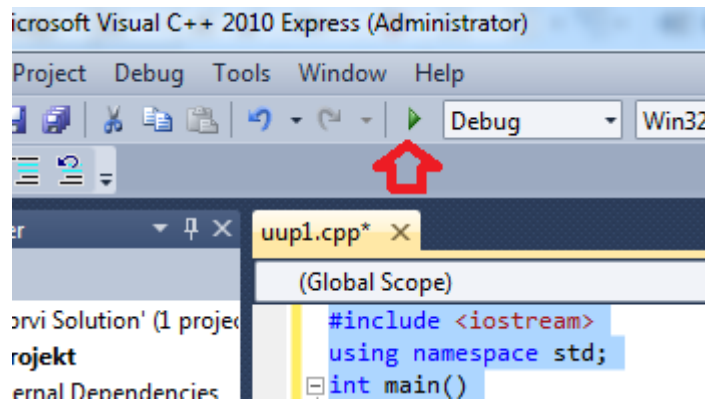 icrosoft Visual C++ 2010 Express (Administrator)
Project Debug Tools Window Help
Debug Win32
er uup1.cpp*
(Global Scope)
orvi Solution' (1 projec
rojekt
ernal Dependencies
#include <iostream>
using namespace std;
int main()